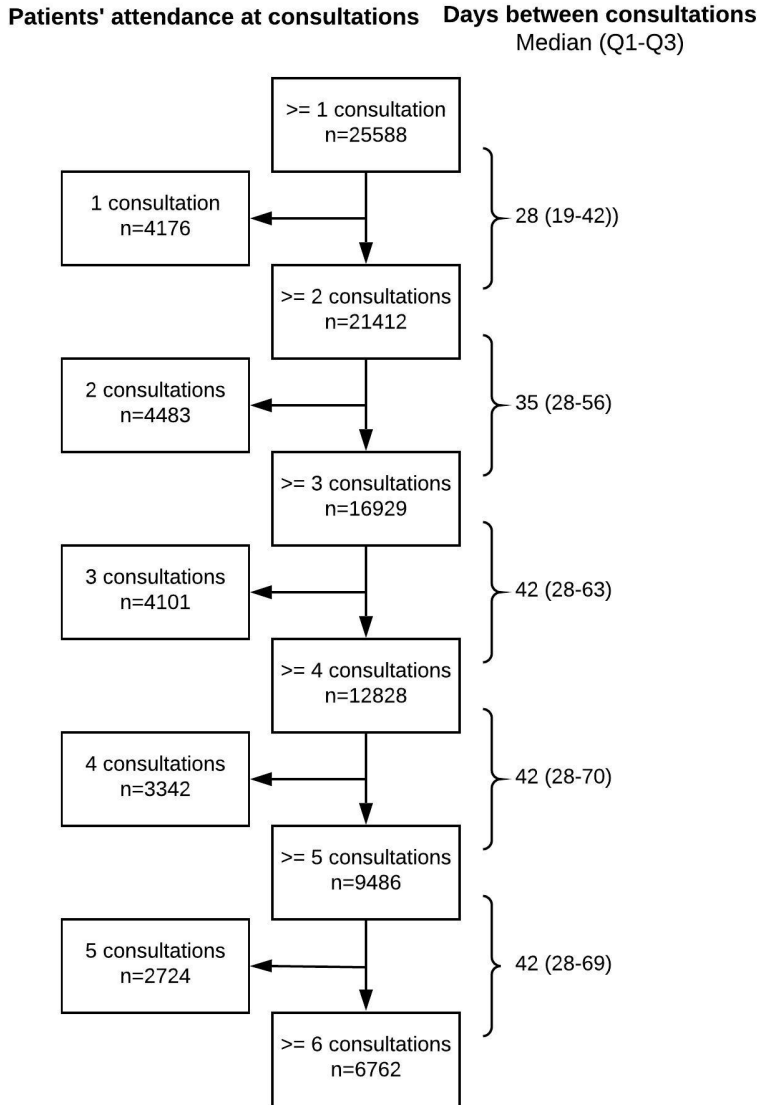 Patients' attendance at consultations
Days between consultations
Median (Q1-Q3)
>= 1 consultation
n=25588
1 consultation
n=4176
28 (19-42))
>= 2 consultations
n=21412
2 consultations
n=4483
35 (28-56)
>= 3 consultations
n=16929
3 consultations
n=4101
42 (28-63)
>= 4 consultations
n=12828
4 consultations
n=3342
42 (28-70)
>= 5 consultations
n=9486
5 consultations
n=2724
42 (28-69)
>= 6 consultations
n=6762